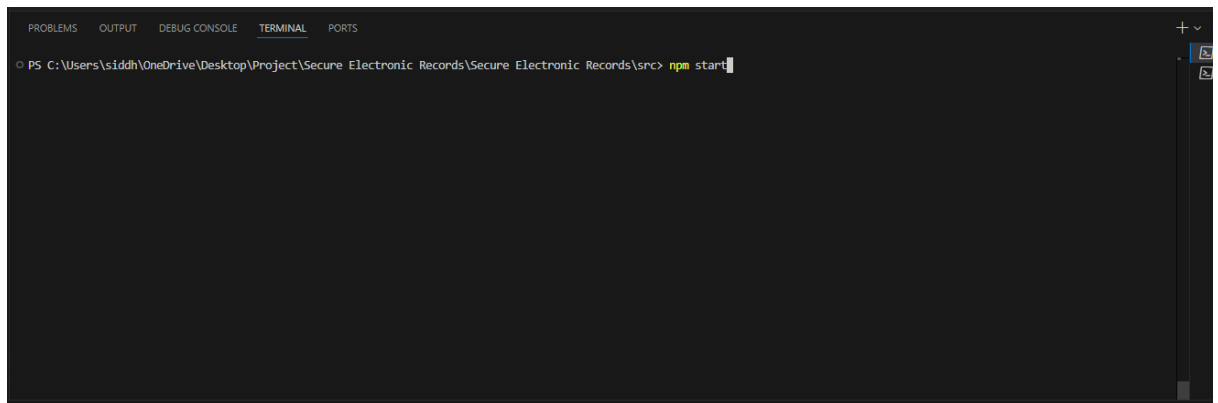 PROBLEMS OUTPUT DEBUG CONSOLE TERMINAL PORTS
PS C:\Users\siddh\OneDrive\Desktop\Project\Secure Electronic Records\Secure Electronic Records\src> npm start